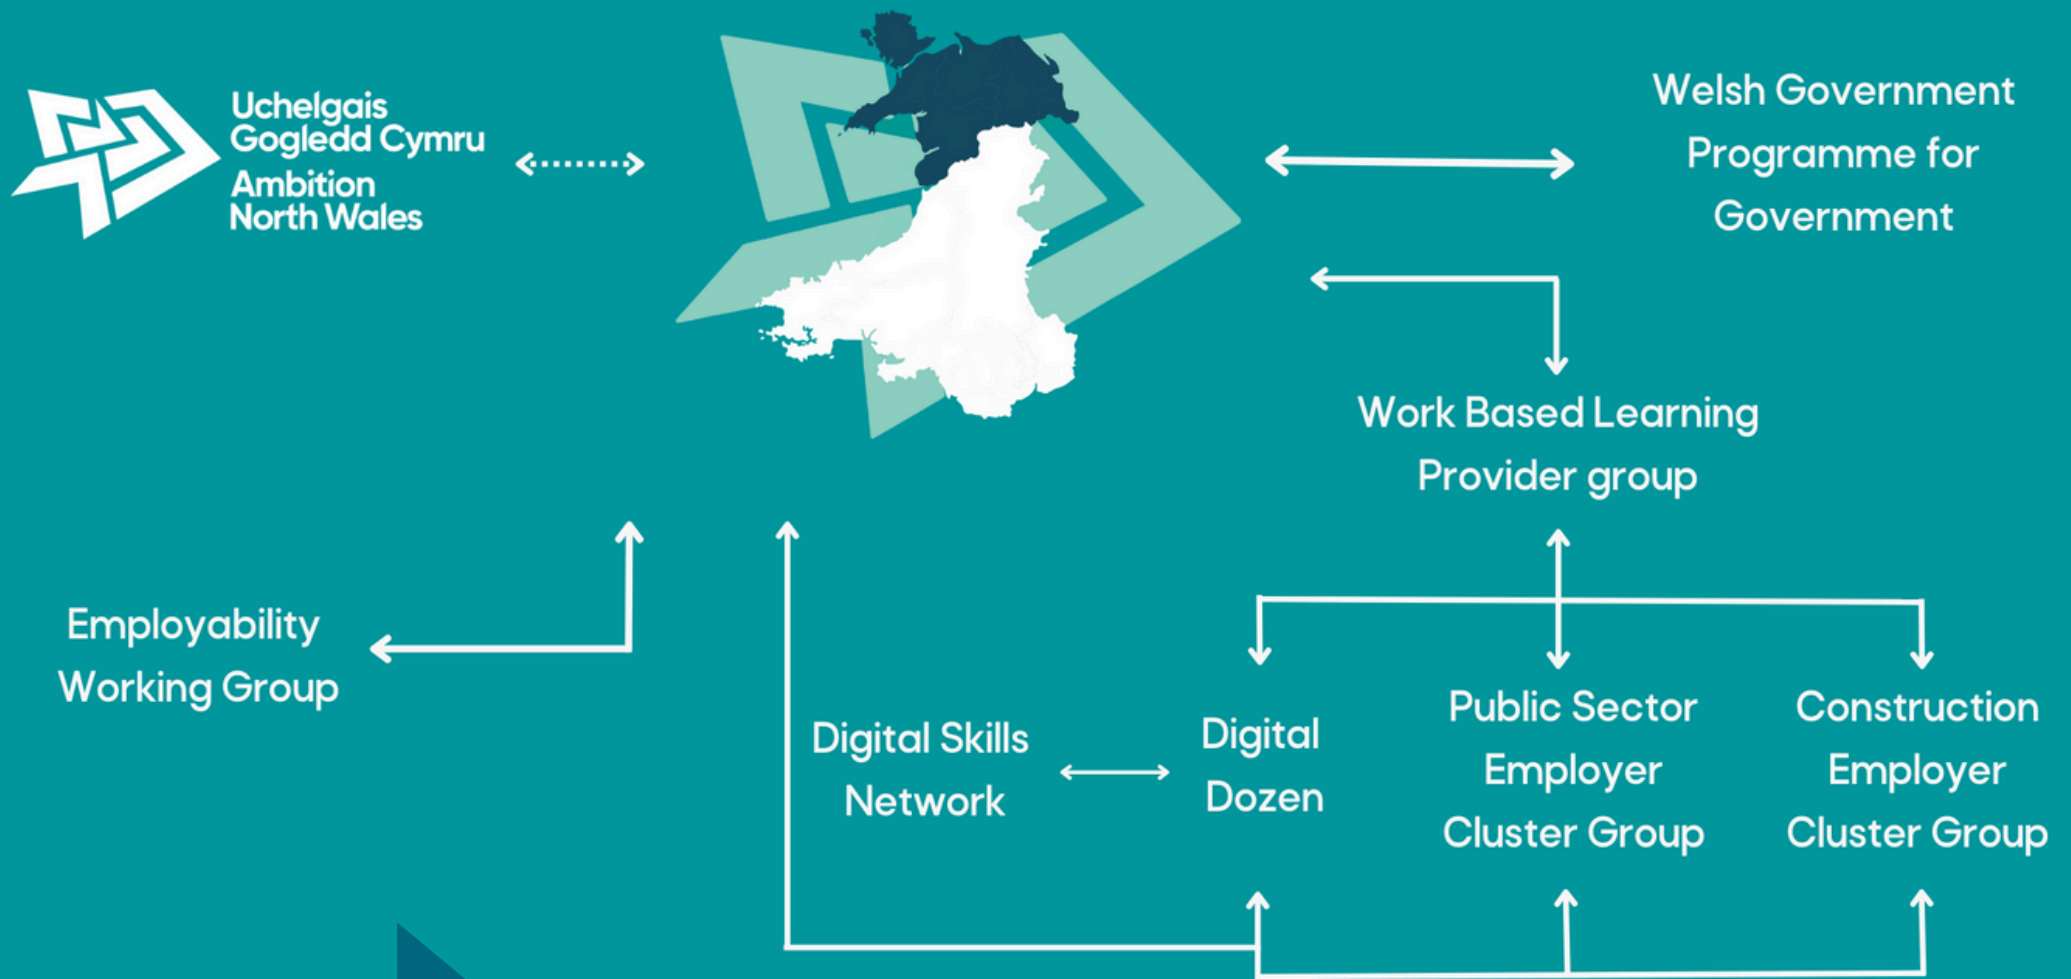 Uchelgais
Gogledd Cymru
Ambition
North Wales
Welsh Government
Programme for
Government
Work Based Learning
Provider group
Employability
Working Group
Digital Skills
Network
Digital
Dozen
Public Sector
Employer
Cluster Group
Construction
Employer
Cluster Group